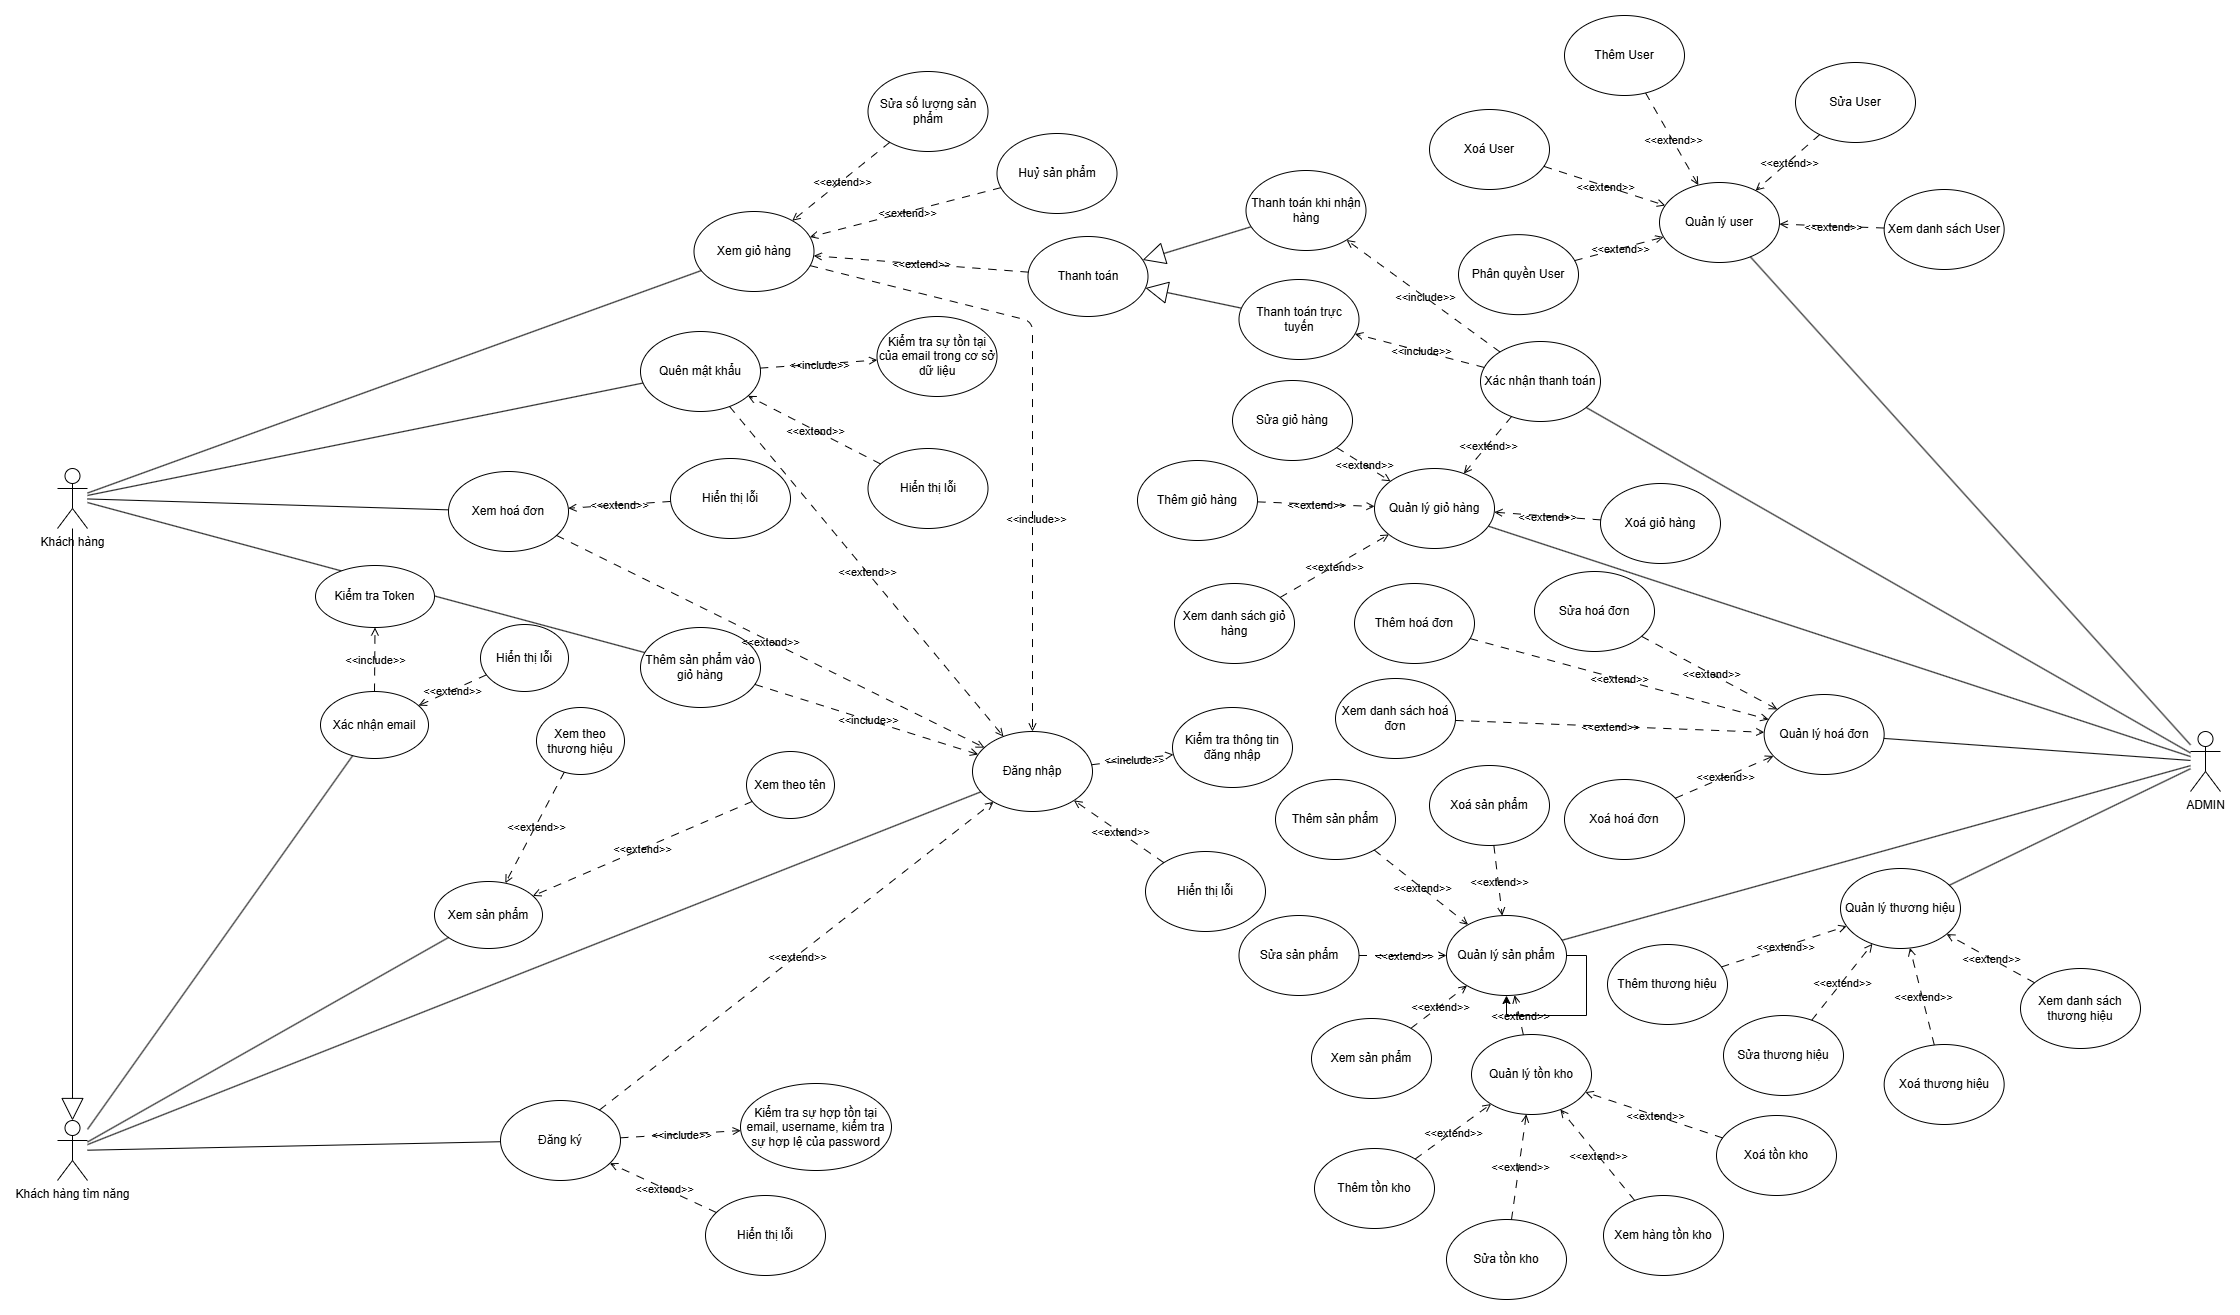 Thêm User
Sửa User
<<extend>>
<<extend>>
Xoá User
<<extend>>
Quản lý user
<<extend>>
Xem danh sách User
<<extend>>
Phân quyền User
Sửa số lượng sản
phẩm
<<extend>>
Huỷ sản phẩm
<<extend>>
Xem giỏ hàng
<<extend>>
Thanh toán
Thanh toán khi nhận
hàng
Thanh toán trực
tuyến
<<include>>
<<include>>
Xác nhận thanh toán
Quên mật khẩu
<<include>>
Kiểm tra sự tồn tại
của email trong cơ sở
dữ liệu
<<extend>>
Hiển thị lỗi
Sửa giỏ hàng
<<extend>>
<<extend>>
Thêm giỏ hàng
<<extend>>
Quản lý giỏ hàng
<<extend>>
Xoá giỏ hàng
<<extend>>
Xem danh sách giỏ
hàng
Khách hàng
Xem hoá đơn
<<extend>>
Hiển thị lỗi
<<include>>
<<extend>>
Kiểm tra Token
<<include>>
Hiển thị lỗi
<<extend>>
Xác nhận email
<<extend>>
Thêm sản phẩm vào
giỏ hàng
<<include>>
Thêm hoá đơn
Sửa hoá đơn
<<extend>>
<<extend>>
Xem danh sách hoá
đơn
<<extend>>
Quản lý hoá đơn
<<extend>>
Xoá hoá đơn
ADMIN
Xem theo
thương hiệu
Xem theo tên
<<extend>>
<<extend>>
Xem sản phẩm
Đăng nhập
<<include>>
Kiểm tra thông tin
đăng nhập
<<extend>>
Hiển thị lỗi
<<extend>>
Thêm sản phẩm
Xoá sản phẩm
<<extend>>
<<extend>>
Sửa sản phẩm
<<extend>>
Quản lý sản phẩm
<<extend>>
Xem sản phẩm
<<extend>>
Quản lý thương hiệu
<<extend>>
Thêm thương hiệu
<<extend>>
Sửa thương hiệu
<<extend>>
Xoá thương hiệu
<<extend>>
Xem danh sách
thương hiệu
Quản lý tồn kho
<<extend>>
Thêm tồn kho
<<extend>>
Sửa tồn kho
<<extend>>
Xem hàng tồn kho
<<extend>>
Xoá tồn kho
Khách hàng tìm năng
Đăng ký
<<include>>
Kiểm tra sự hợp tồn tại
email, username, kiểm tra
sự hợp lệ của password
<<extend>>
Hiển thị lỗi